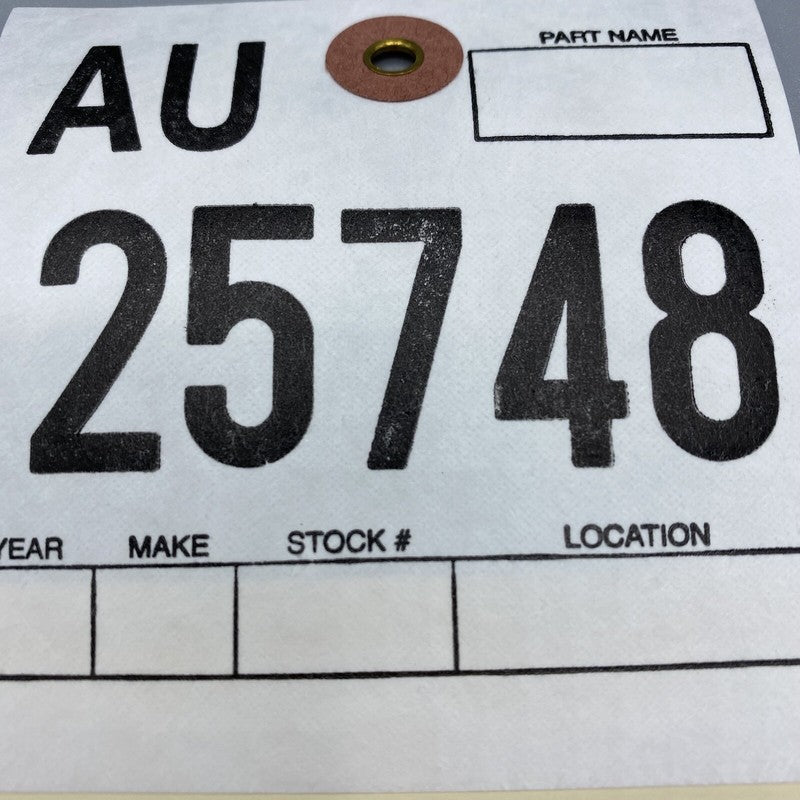 AU
PART NAME
25748
YEAR MAKE STOCK # LOCATION